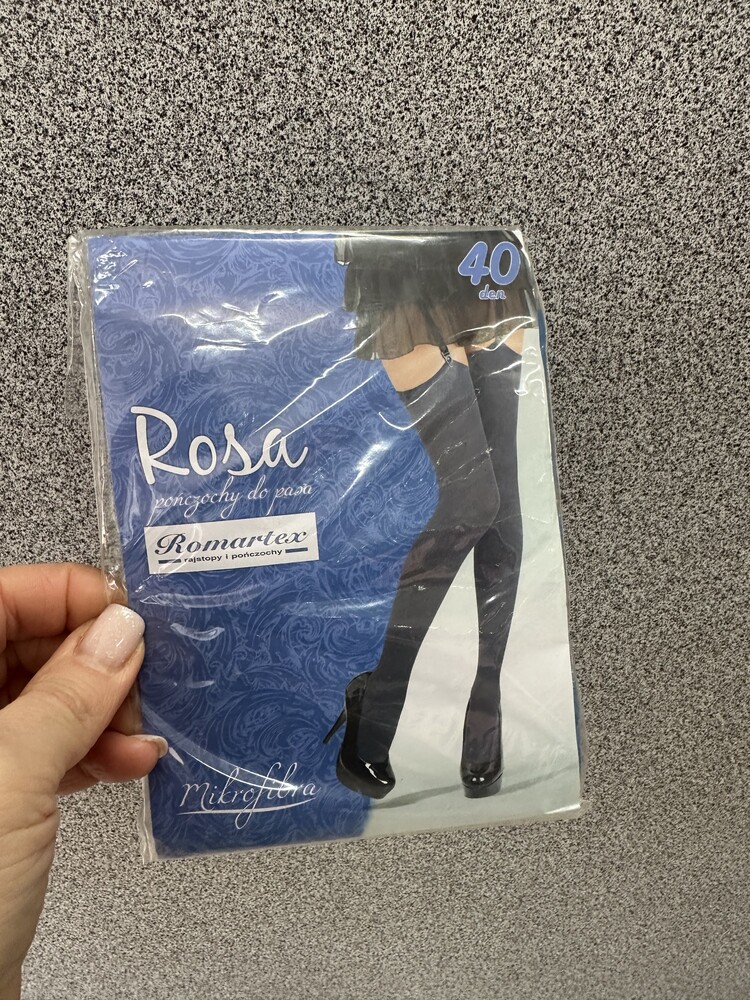 40
den
Rosa
pończochy do pasa
Romartex
rajstopy i pończochy
Mikrofibra